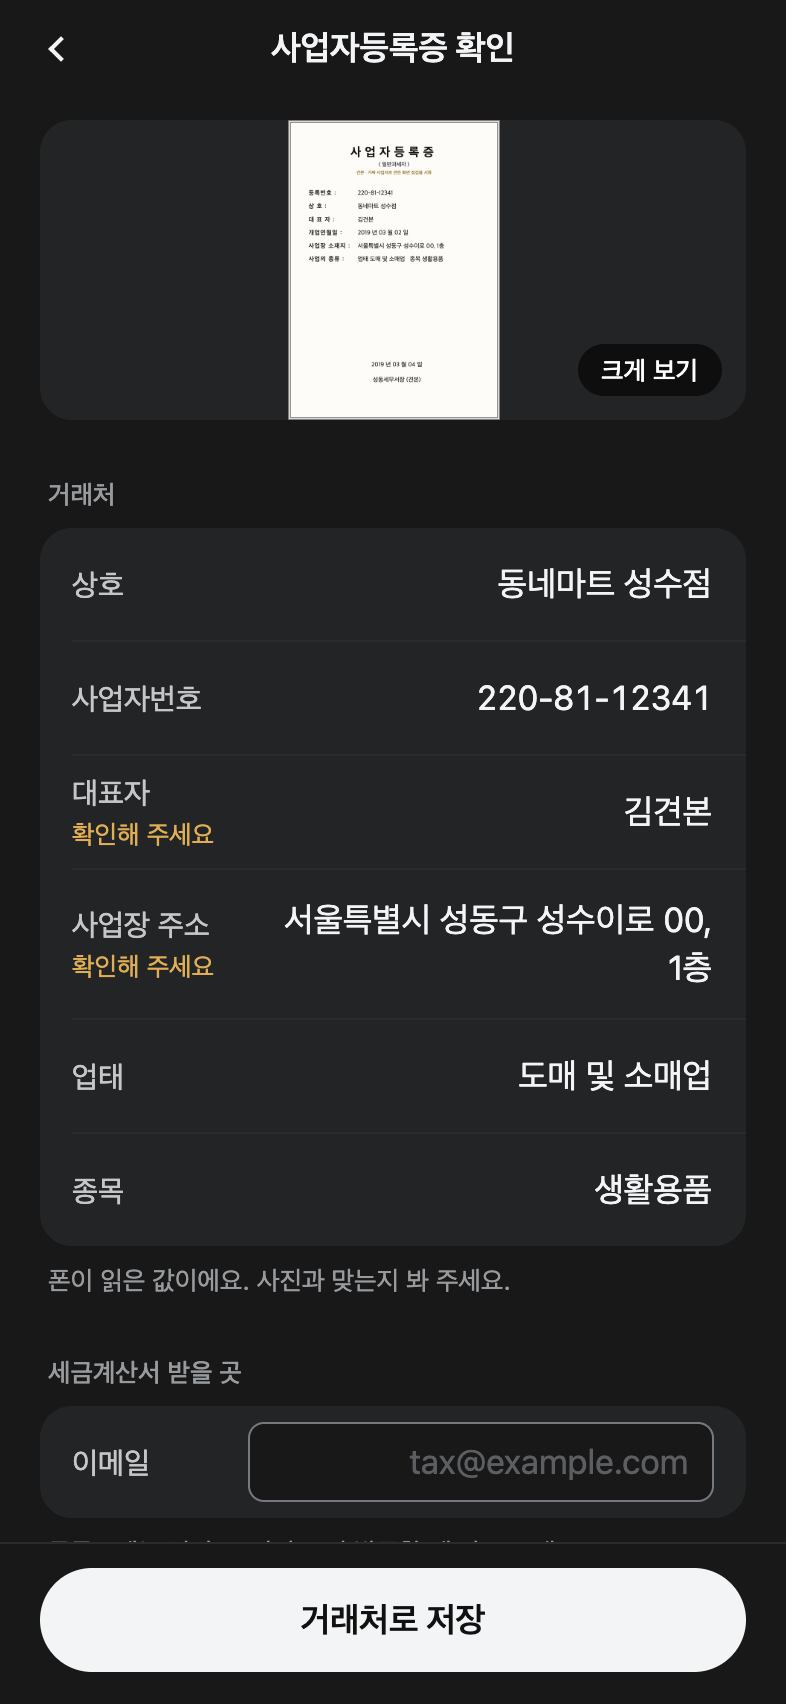 사업자등록증 확인
사 업 자 등 록 증
( 일반과세자 )
등록번호 : 220-81-12341
상 호 : 동네마트 성수점
대 표 자 : 김견본
개업연월일 : 2019 년 03 월 02 일
사업장 소재지 : 서울특별시 성동구 성수이로 00, 1층
사업의 종류 : 업태 도매 및 소매업 종목 생활용품
2019 년 03 월 04 일
성동세무서장 (견본)
크게 보기
거래처
상호 동네마트 성수점
사업자번호 220-81-12341
대표자 김견본
확인해 주세요
사업장 주소 서울특별시 성동구 성수이로 00,
1층
확인해 주세요
업태 도매 및 소매업
종목 생활용품
폰이 읽은 값이에요. 사진과 맞는지 봐 주세요.
세금계산서 받을 곳
이메일 tax@example.com
거래처로 저장